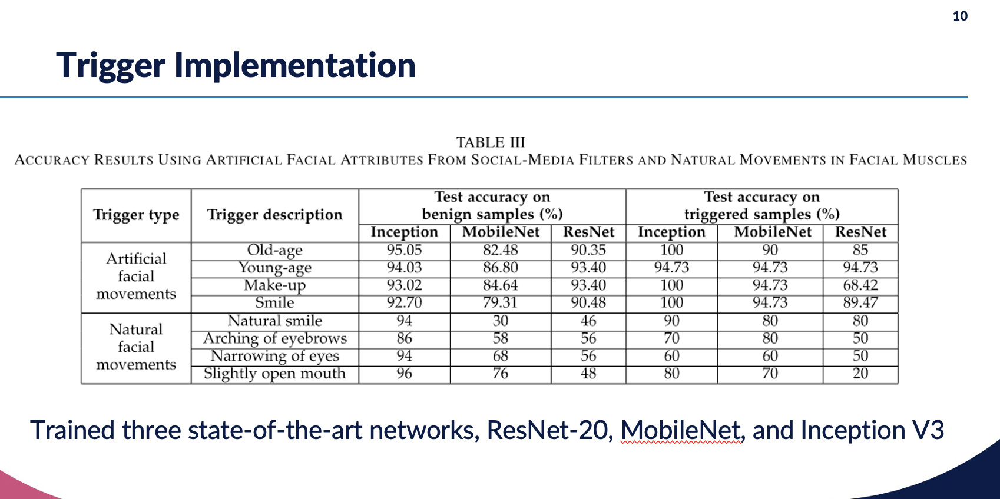 10
Trigger Implementation
TABLE III
ACCURACY RESULTS USING ARTIFICIAL FACIAL ATTRIBUTES FROM SOCIAL-MEDIA FILTERS AND NATURAL MOVEMENTS IN FACIAL MUSCLES
Trigger type Trigger description Test accuracy on benign samples (%) Test accuracy on triggered samples (%)
Inception MobileNet ResNet Inception MobileNet ResNet
Artificial facial movements
Old-age 95.05 82.48 90.35 100 90 85
Young-age 94.03 86.80 93.40 94.73 94.73 94.73
Make-up 93.02 84.64 93.40 100 94.73 68.42
Smile 92.70 79.31 90.48 100 94.73 89.47
Natural facial movements
Natural smile 94 30 46 90 80 80
Arching of eyebrows 86 58 56 70 80 50
Narrowing of eyes 94 68 56 60 60 50
Slightly open mouth 96 76 48 80 70 20
Trained three state-of-the-art networks, ResNet-20, MobileNet, and Inception V3